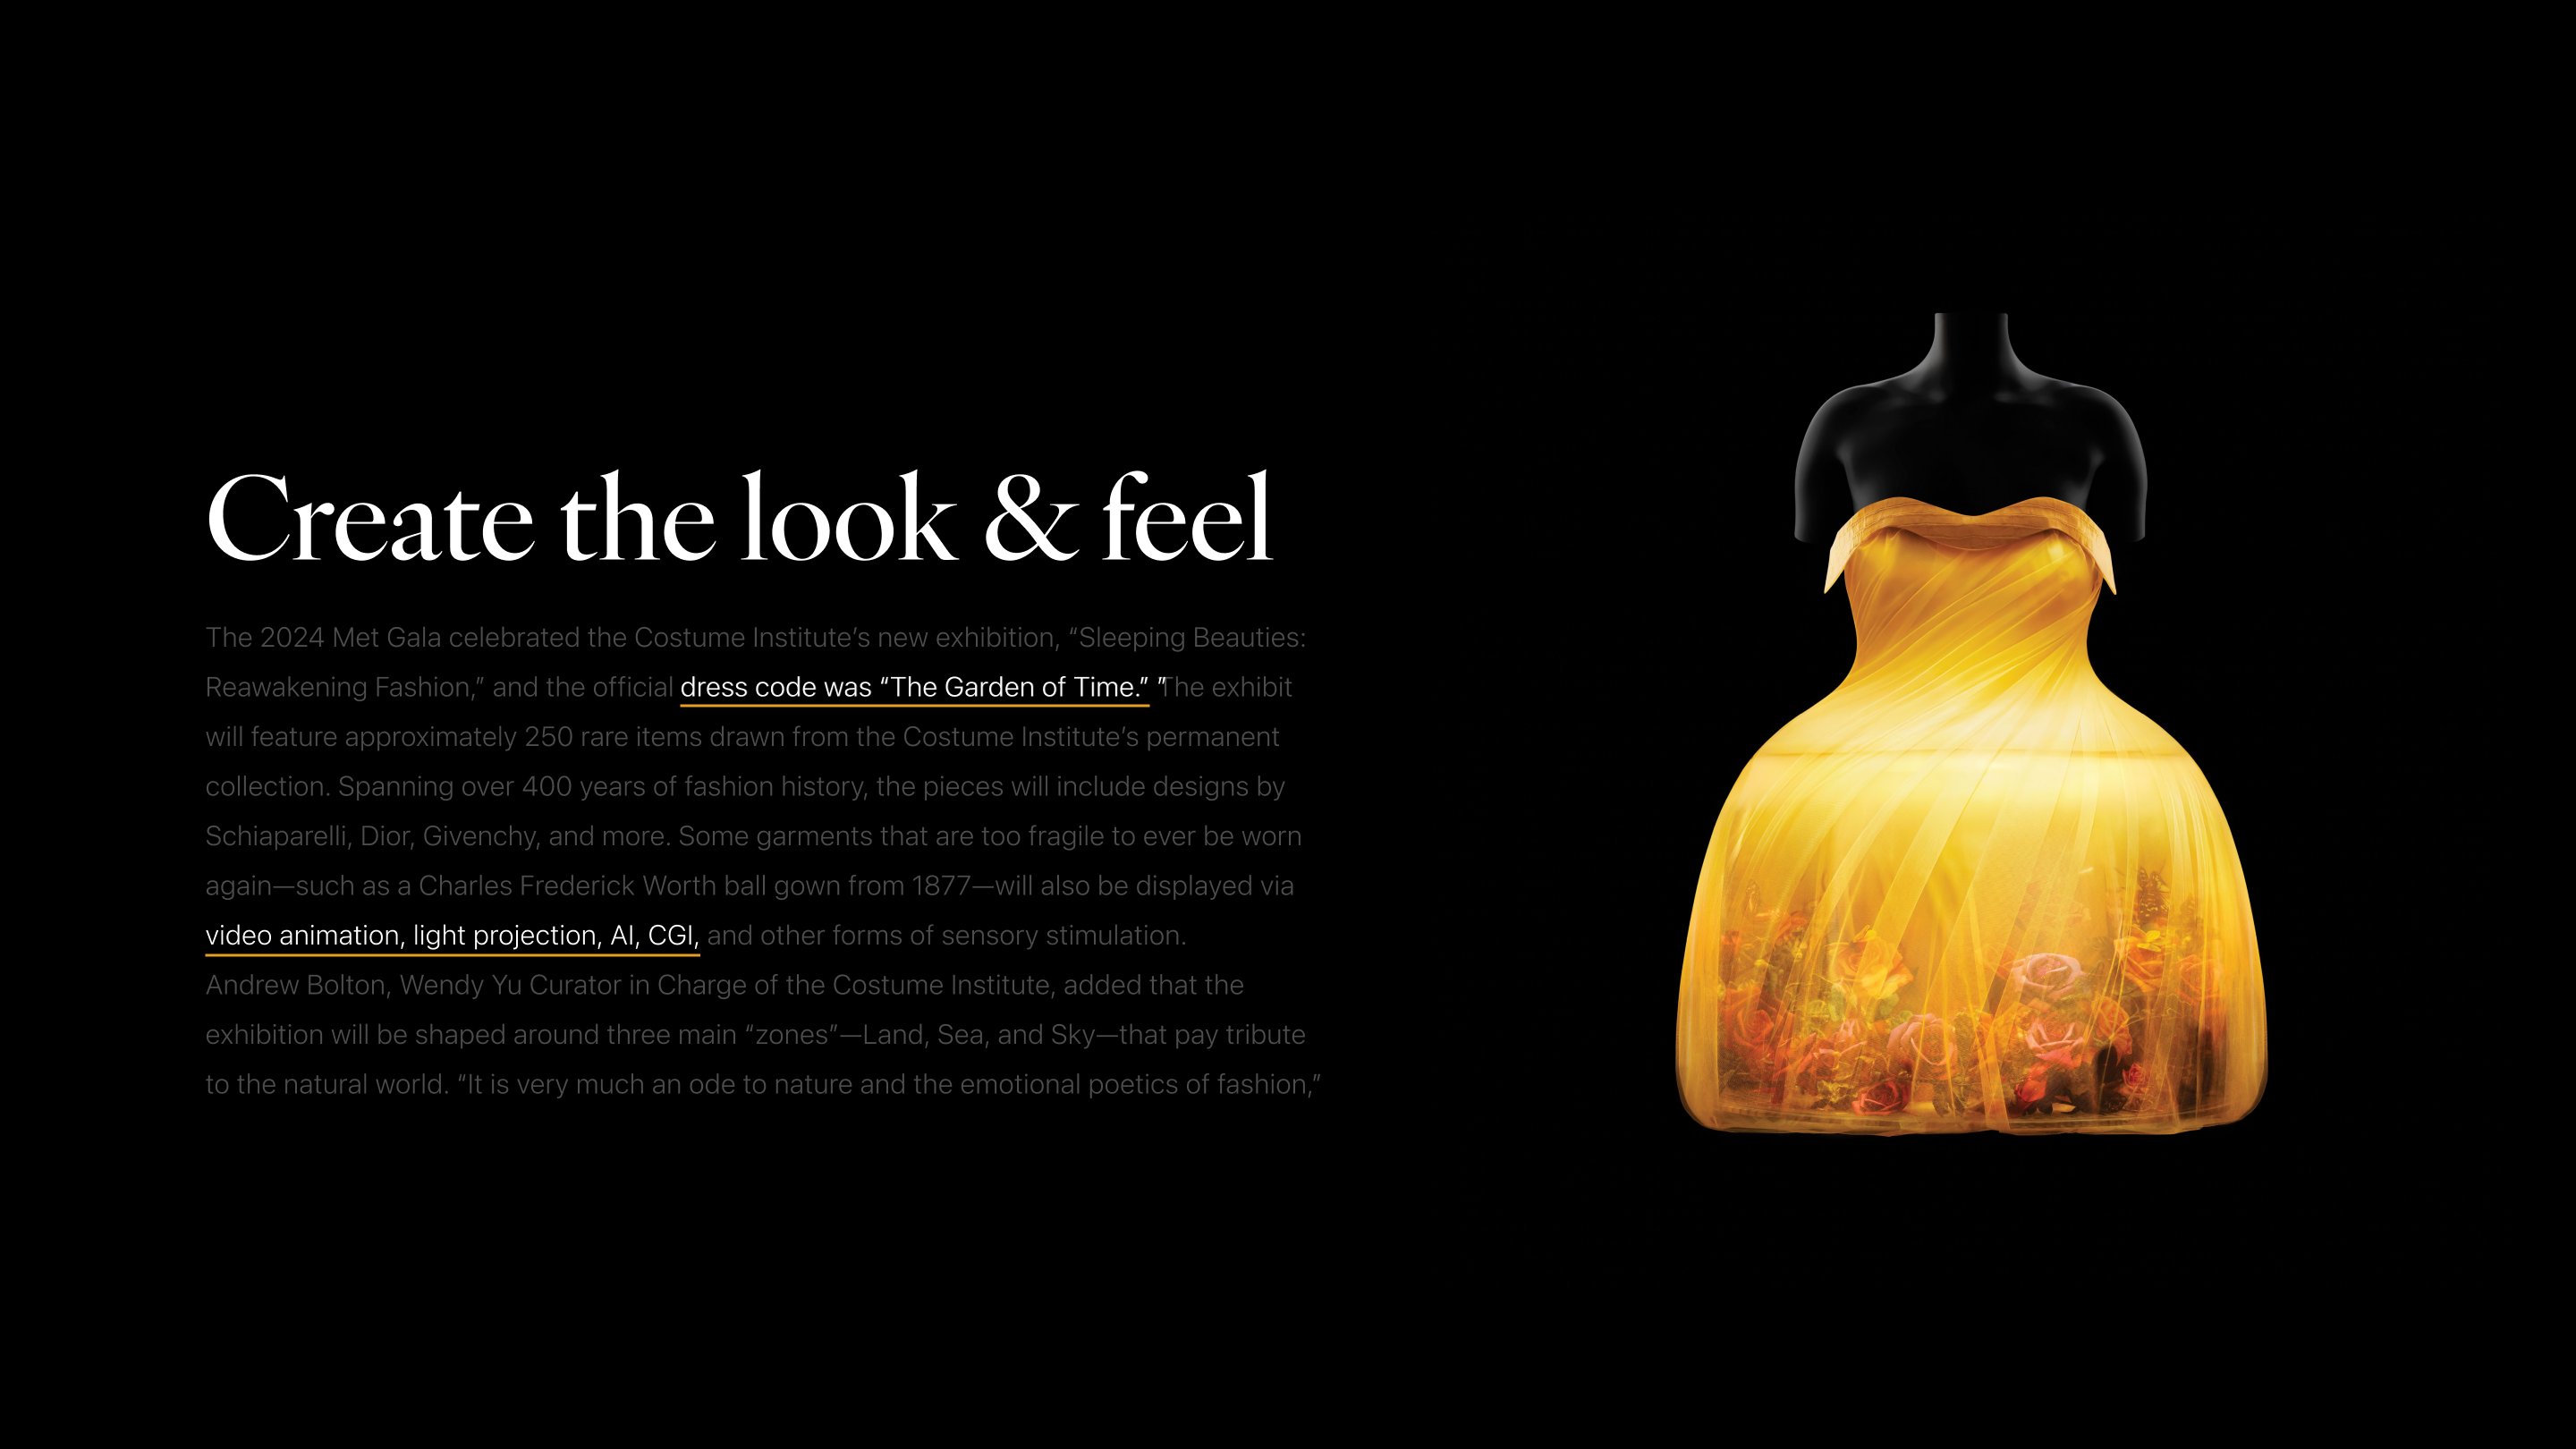 Create the look & feel
The 2024 Met Gala celebrated the Costume Institute’s new exhibition, “Sleeping Beauties:
Reawakening Fashion,” and the official dress code was “The Garden of Time.” ”The exhibit
will feature approximately 250 rare items drawn from the Costume Institute’s permanent
collection. Spanning over 400 years of fashion history, the pieces will include designs by
Schiaparelli, Dior, Givenchy, and more. Some garments that are too fragile to ever be worn
again—such as a Charles Frederick Worth ball gown from 1877—will also be displayed via
video animation, light projection, AI, CGI, and other forms of sensory stimulation.
Andrew Bolton, Wendy Yu Curator in Charge of the Costume Institute, added that the
exhibition will be shaped around three main “zones”—Land, Sea, and Sky—that pay tribute
to the natural world. “It is very much an ode to nature and the emotional poetics of fashion,”